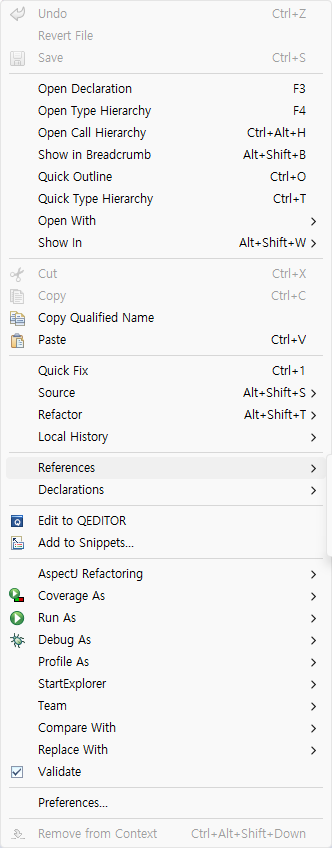 Undo Ctrl+Z
Revert File
Save Ctrl+S
Open Declaration F3
Open Type Hierarchy F4
Open Call Hierarchy Ctrl+Alt+H
Show in Breadcrumb Alt+Shift+B
Quick Outline Ctrl+O
Quick Type Hierarchy Ctrl+T
Open With
Show In Alt+Shift+W
Cut Ctrl+X
Copy Ctrl+C
Copy Qualified Name
Paste Ctrl+V
Quick Fix Ctrl+1
Source Alt+Shift+S
Refactor Alt+Shift+T
Local History
References
Declarations
Edit to QEDITOR
Add to Snippets...
AspectJ Refactoring
Coverage As
Run As
Debug As
Profile As
StartExplorer
Team
Compare With
Replace With
Validate
Preferences...
Remove from Context Ctrl+Alt+Shift+Down